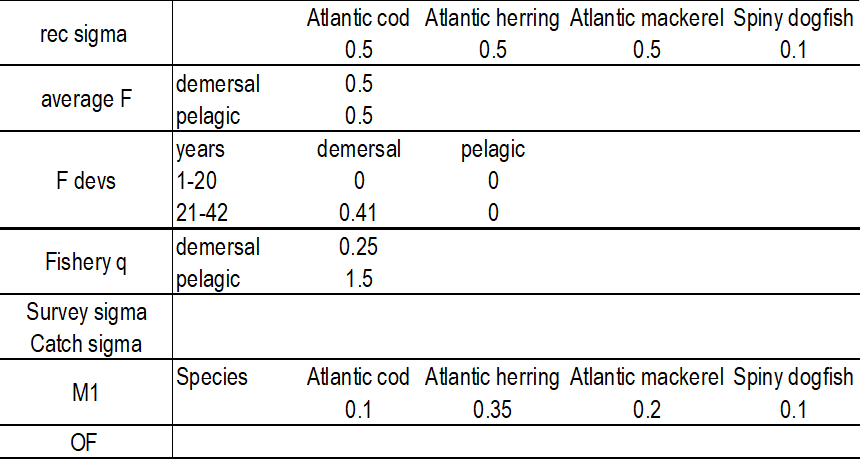 rec sigma
Atlantic cod Atlantic herring Atlantic mackerel Spiny dogfish
0.5 0.5 0.5 0.1
average F
demersal 0.5
pelagic 0.5
F devs
years demersal pelagic
1-20 0 0
21-42 0.41 0
Fishery q
demersal 0.25
pelagic 1.5
Survey sigma
Catch sigma
M1
Species Atlantic cod Atlantic herring Atlantic mackerel Spiny dogfish
0.1 0.35 0.2 0.1
OF